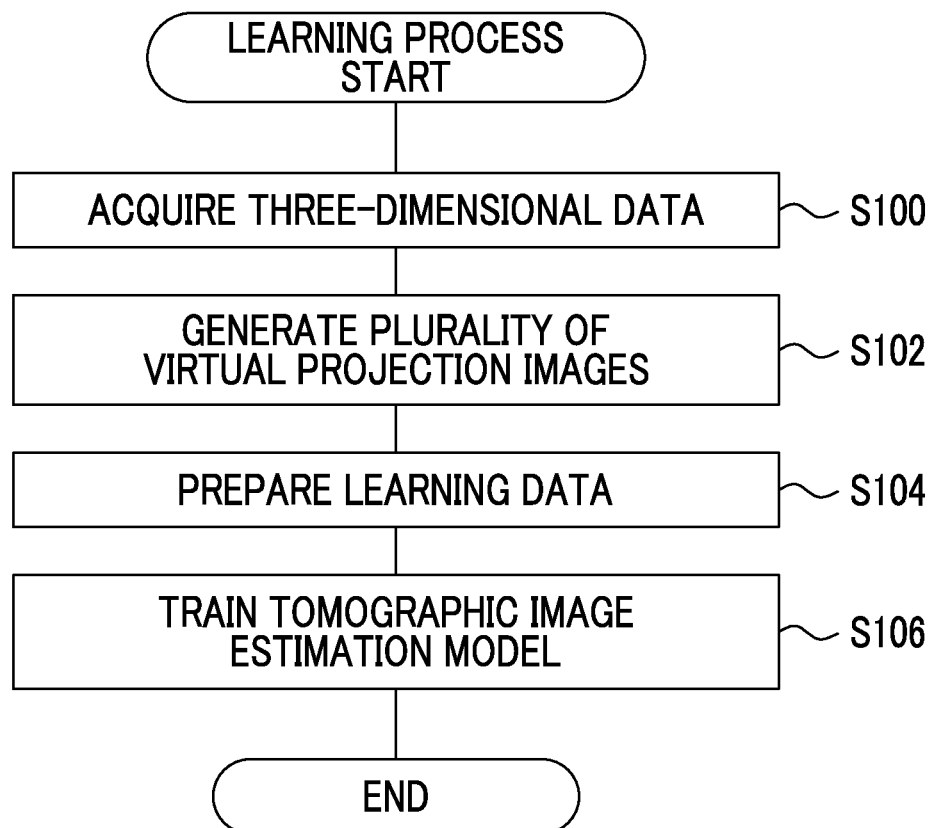 LEARNING PROCESS
START
ACQUIRE THREE-DIMENSIONAL DATA
S100
GENERATE PLURALITY OF
VIRTUAL PROJECTION IMAGES
S102
PREPARE LEARNING DATA
S104
TRAIN TOMOGRAPHIC IMAGE
ESTIMATION MODEL
S106
END